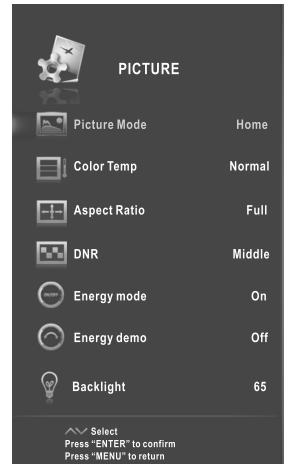 PICTURE
Picture Mode Home
Color Temp Normal
Aspect Ratio Full
DNR Middle
Energy mode On
Energy demo Off
Backlight 65
Select
Press “ENTER” to confirm
Press “MENU” to return